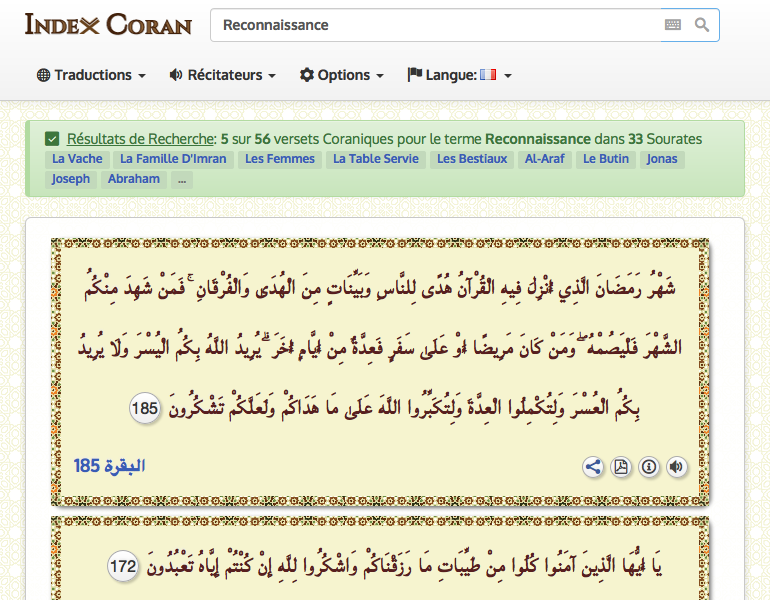 INDEX CORAN
Reconnaissance
Traductions Récitateurs Options Langue:
Résultats de Recherche: 5 sur 56 versets Coraniques pour le terme Reconnaissance dans 33 Sourates
La Vache La Famille D'Imran Les Femmes La Table Servie Les Bestiaux Al-Araf Le Butin Jonas
Joseph Abraham ...
شَهْرُ رَمَضَانَ الَّذِي أُنْزِلَ فِيهِ الْقُرْآنُ هُدًى لِلنَّاسِ وَبَيِّنَاتٍ مِنَ الْهُدَىٰ وَالْفُرْقَانِ ۚ فَمَنْ شَهِدَ مِنْكُمُ
الشَّهْرَ فَلْيَصُمْهُ ۖ وَمَنْ كَانَ مَرِيضًا أَوْ عَلَىٰ سَفَرٍ فَعِدَّةٌ مِنْ أَيَّامٍ أُخَرَ ۗ يُرِيدُ اللَّهُ بِكُمُ الْيُسْرَ وَلَا يُرِيدُ
بِكُمُ الْعُسْرَ وَلِتُكْمِلُوا الْعِدَّةَ وَلِتُكَبِّرُوا اللَّهَ عَلَىٰ مَا هَدَاكُمْ وَلَعَلَّكُمْ تَشْكُرُونَ 185
البقرة 185
يَا أَيُّهَا الَّذِينَ آمَنُوا كُلُوا مِنْ طَيِّبَاتِ مَا رَزَقْنَاكُمْ وَاشْكُرُوا لِلَّهِ إِنْ كُنْتُمْ إِيَّاهُ تَعْبُدُونَ 172